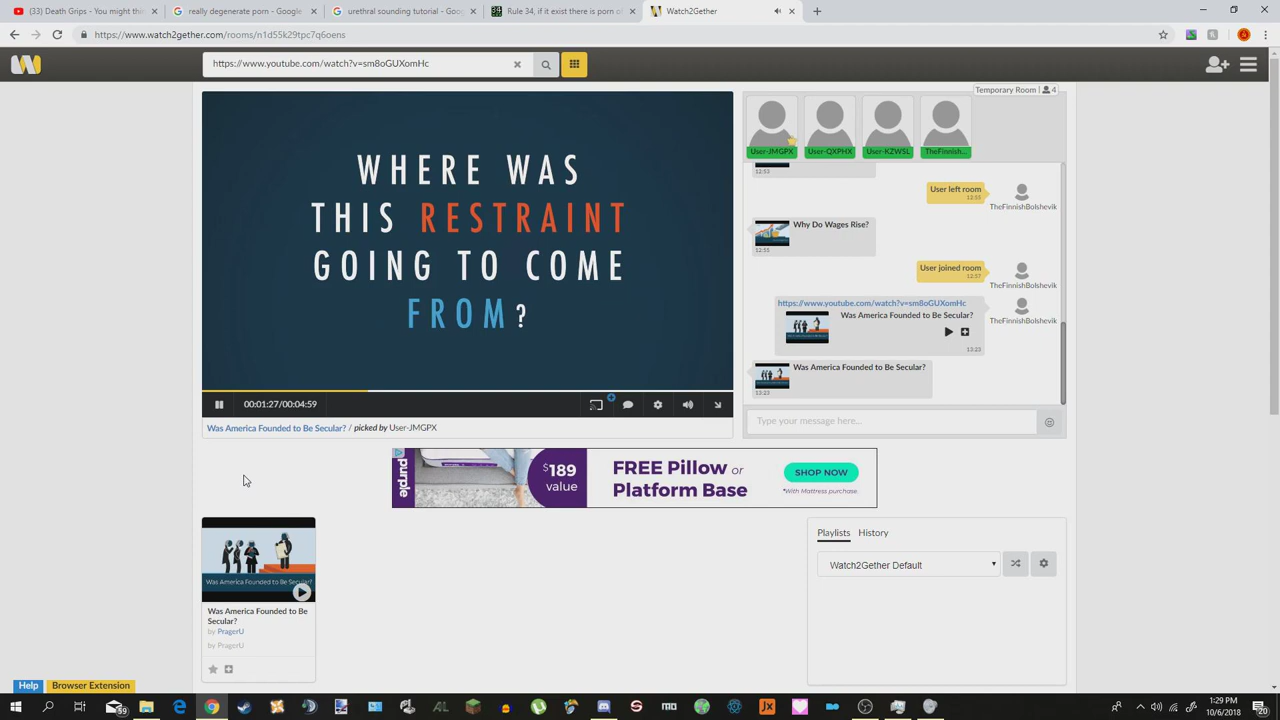 (33) Death Grips - You might thin
really degenerate porn - Google
urethral sounding tutorial - Goog
Rule 34, if it exist there is porn of
Watch2Gether
https://www.watch2gether.com/rooms/n1d55k29tpc7q6oens
https://www.youtube.com/watch?v=sm8oGUXomHc
Temporary Room | 4
User-JMGPX
User-QXPHX
User-KZWSL
TheFinnish...
WHERE WAS
THIS RESTRAINT
GOING TO COME
FROM?
12:53
User left room
12:55
TheFinnishBolshevik
Why Do Wages Rise?
12:55
User joined room
12:57
TheFinnishBolshevik
https://www.youtube.com/watch?v=sm8oGUXomHc
Was America Founded to Be Secular?
TheFinnishBolshevik
13:23
Was America Founded to Be Secular?
13:23
00:01:27/00:04:59
Type your message here...
Was America Founded to Be Secular? / picked by User-JMGPX
purple
$189
value
FREE Pillow or
Platform Base
SHOP NOW
*With Mattress purchase.
Was America Founded to Be Secular?
Was America Founded to Be
Secular?
by PragerU
by PragerU
Playlists History
Watch2Gether Default
Help
Browser Extension
59
1:29 PM
10/6/2018
20